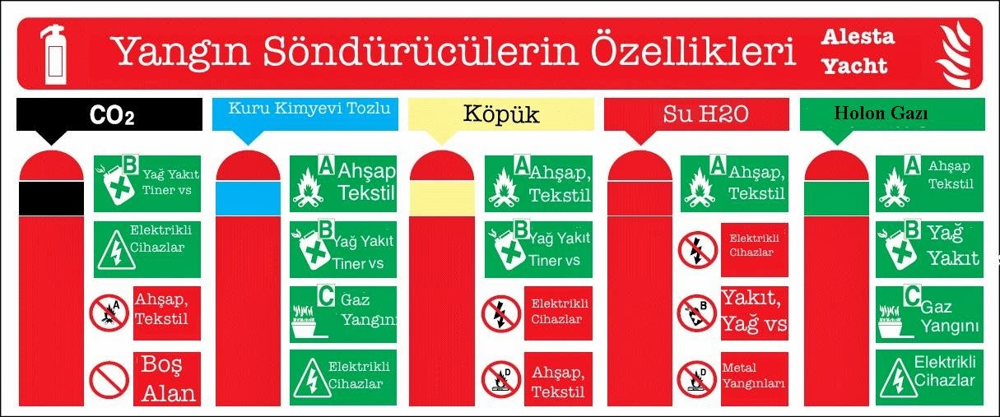 Yangın Söndürücülerin Özellikleri
Alesta
Yacht
CO2
B
Yağ Yakıt
Tiner vs
Elektrikli
Cihazlar
A
Ahşap,
Tekstil
Boş
Alan
Kuru Kimyevi Tozlu
A
Ahşap
Tekstil
B
Yağ Yakıt
Tiner vs
C
Gaz
Yangını
Elektrikli
Cihazlar
Köpük
A
Ahşap,
Tekstil
B
Yağ Yakıt
Tiner vs
Elektrikli
Cihazlar
D
Ahşap,
Tekstil
Su H2O
A
Ahşap,
Tekstil
Elektrikli
Cihazlar
B
Yakıt,
Yağ vs
D
Metal
Yangınları
Holon Gazı
A
Ahşap
Tekstil
B
Yağ
Yakıt s
C
Gaz
Yangını
Elektrikli
Cihazlar